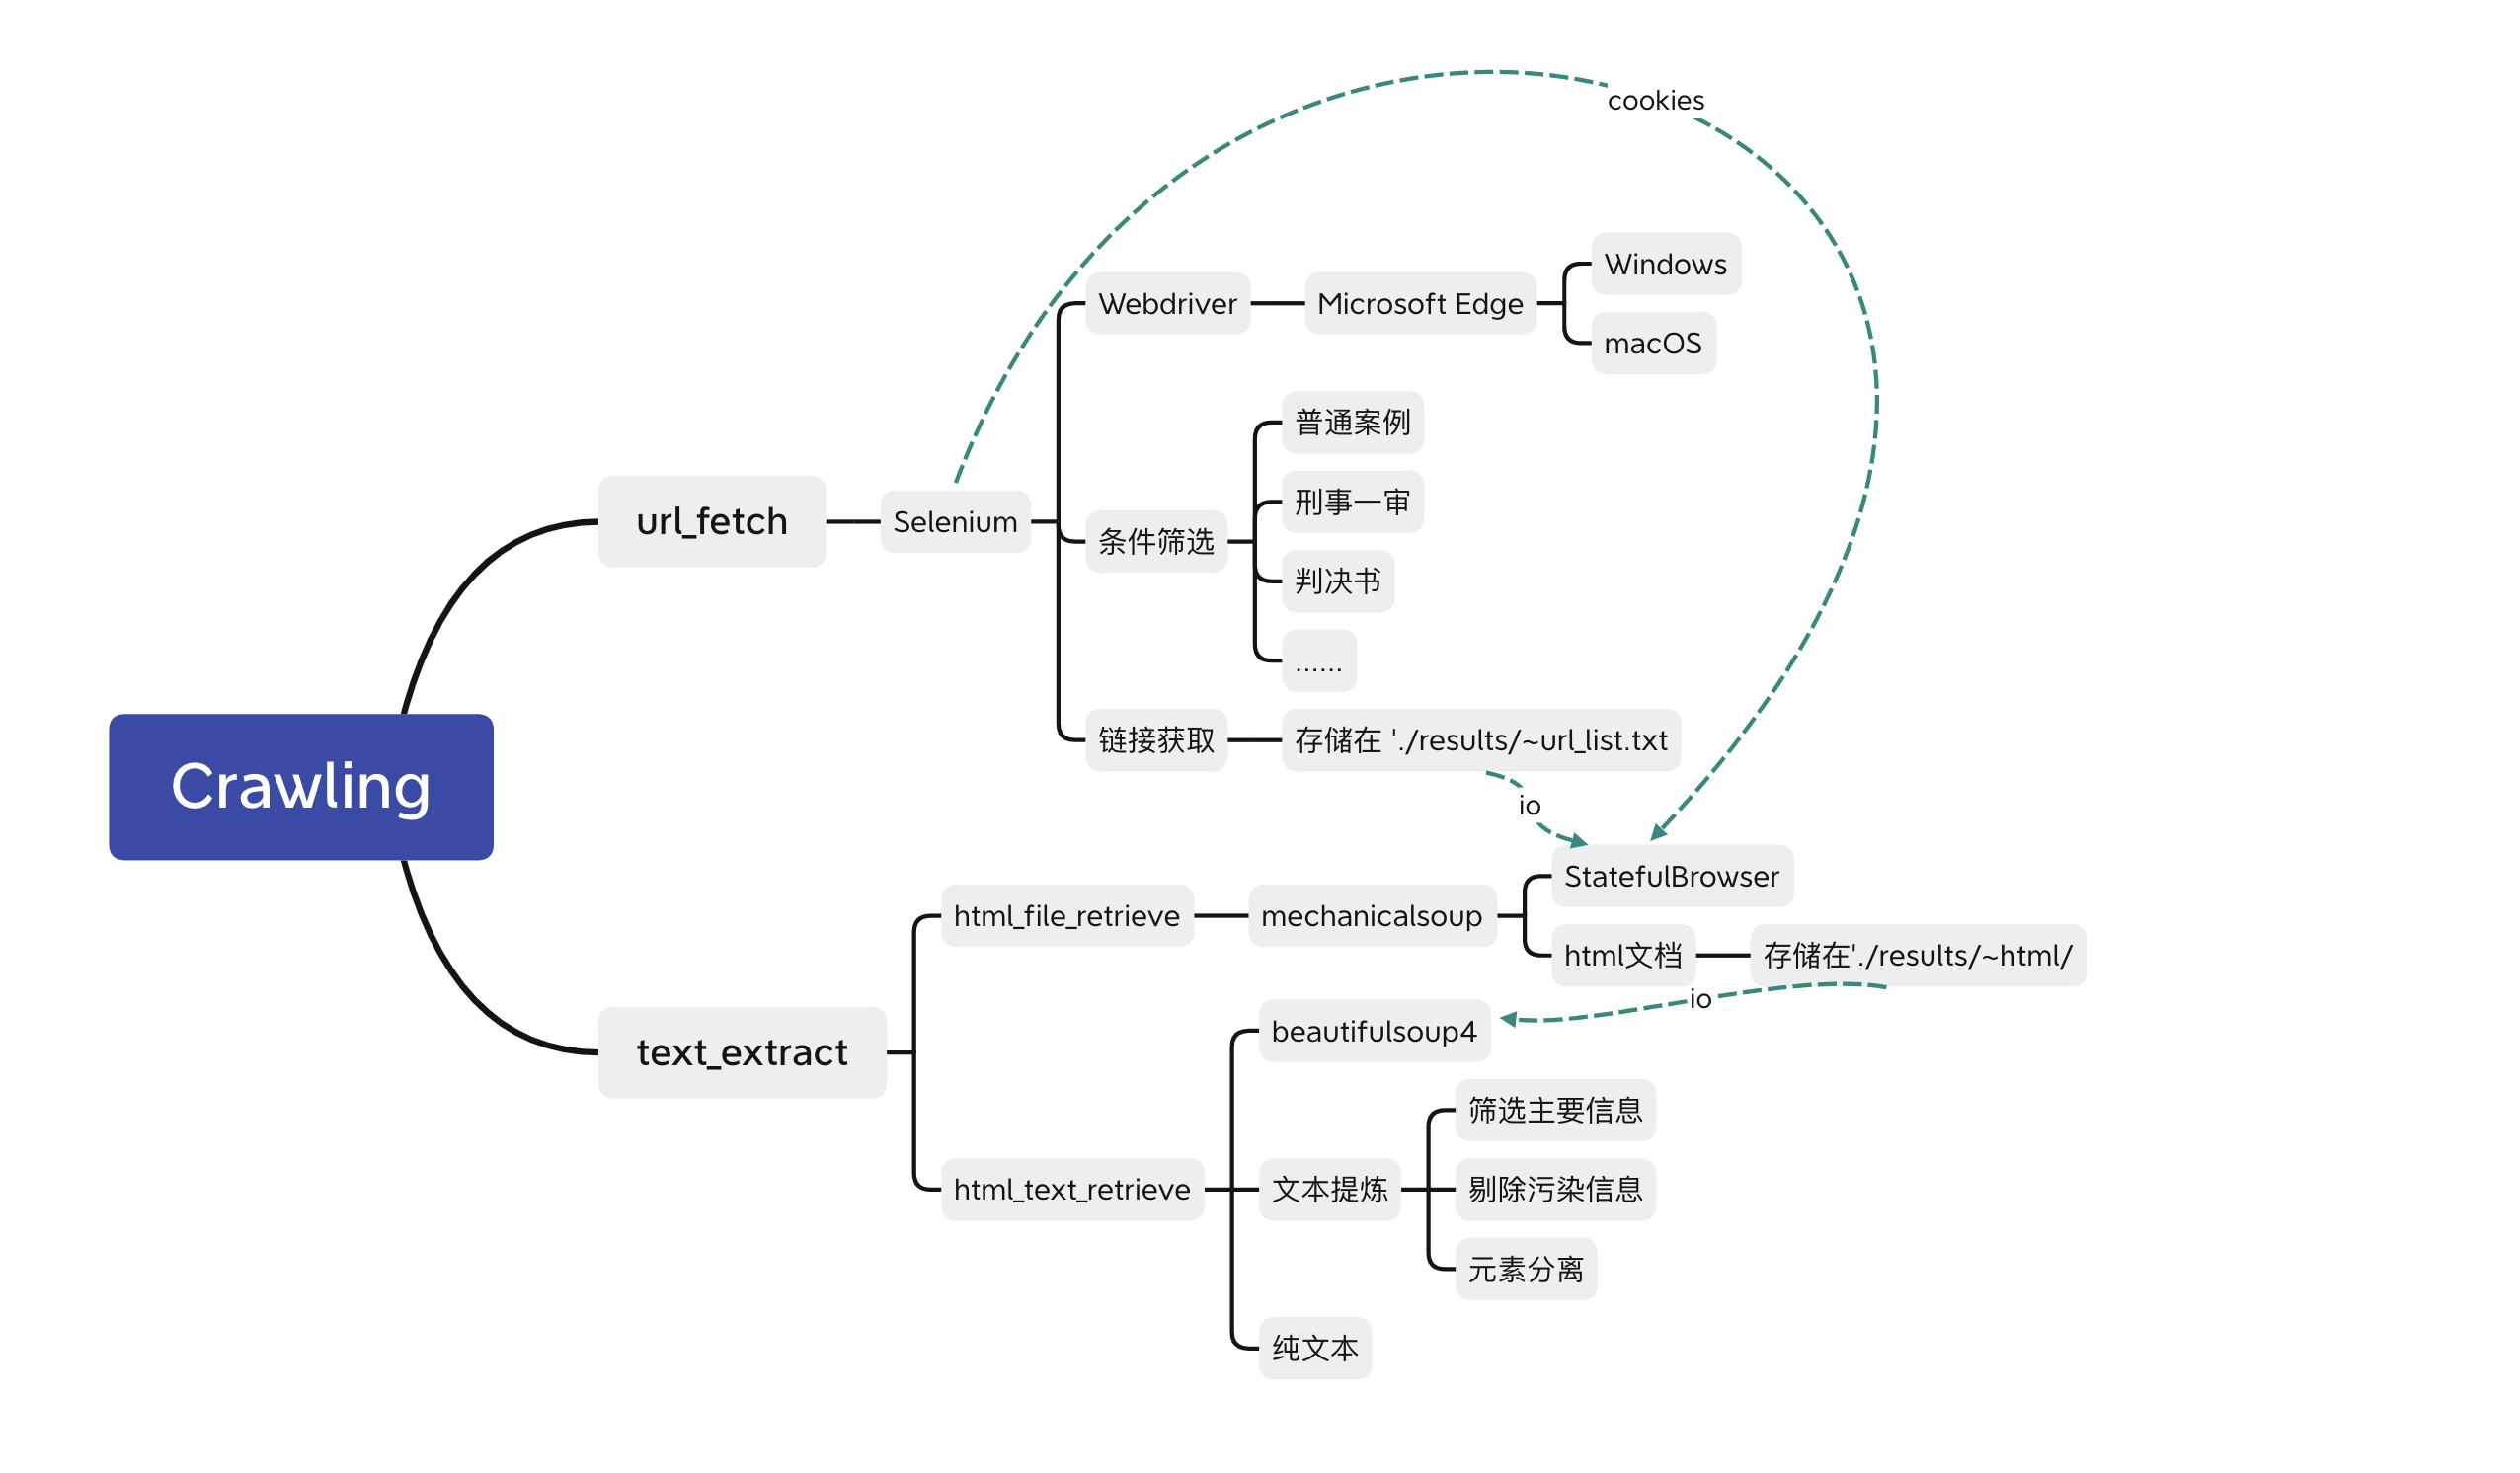 cookies
Windows
Webdriver
Microsoft Edge
macOS
普通案例
刑事一审
url_fetch
Selenium
条件筛选
判决书
......
链接获取
存储在 './results/~url_list.txt
Crawling
io
StatefulBrowser
html_file_retrieve
mechanicalsoup
html文档
存储在'./results/~html/
io
text_extract
beautifulsoup4
筛选主要信息
html_text_retrieve
文本提炼
剔除污染信息
元素分离
纯文本